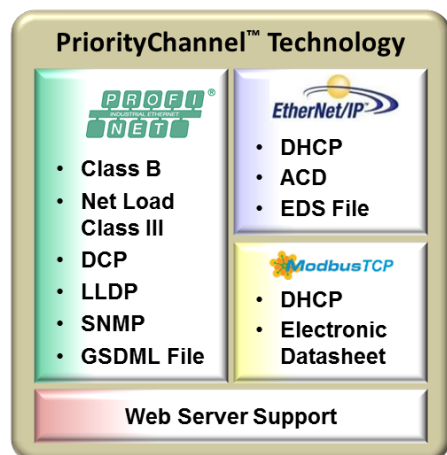 PriorityChannel™ Technology
PROFI®
INDUSTRIAL ETHERNET
NET
• Class B
• Net Load
Class III
• DCP
• LLDP
• SNMP
• GSDML File
EtherNet/IP™
• DHCP
• ACD
• EDS File
ModbusTCP
• DHCP
• Electronic
Datasheet
Web Server Support